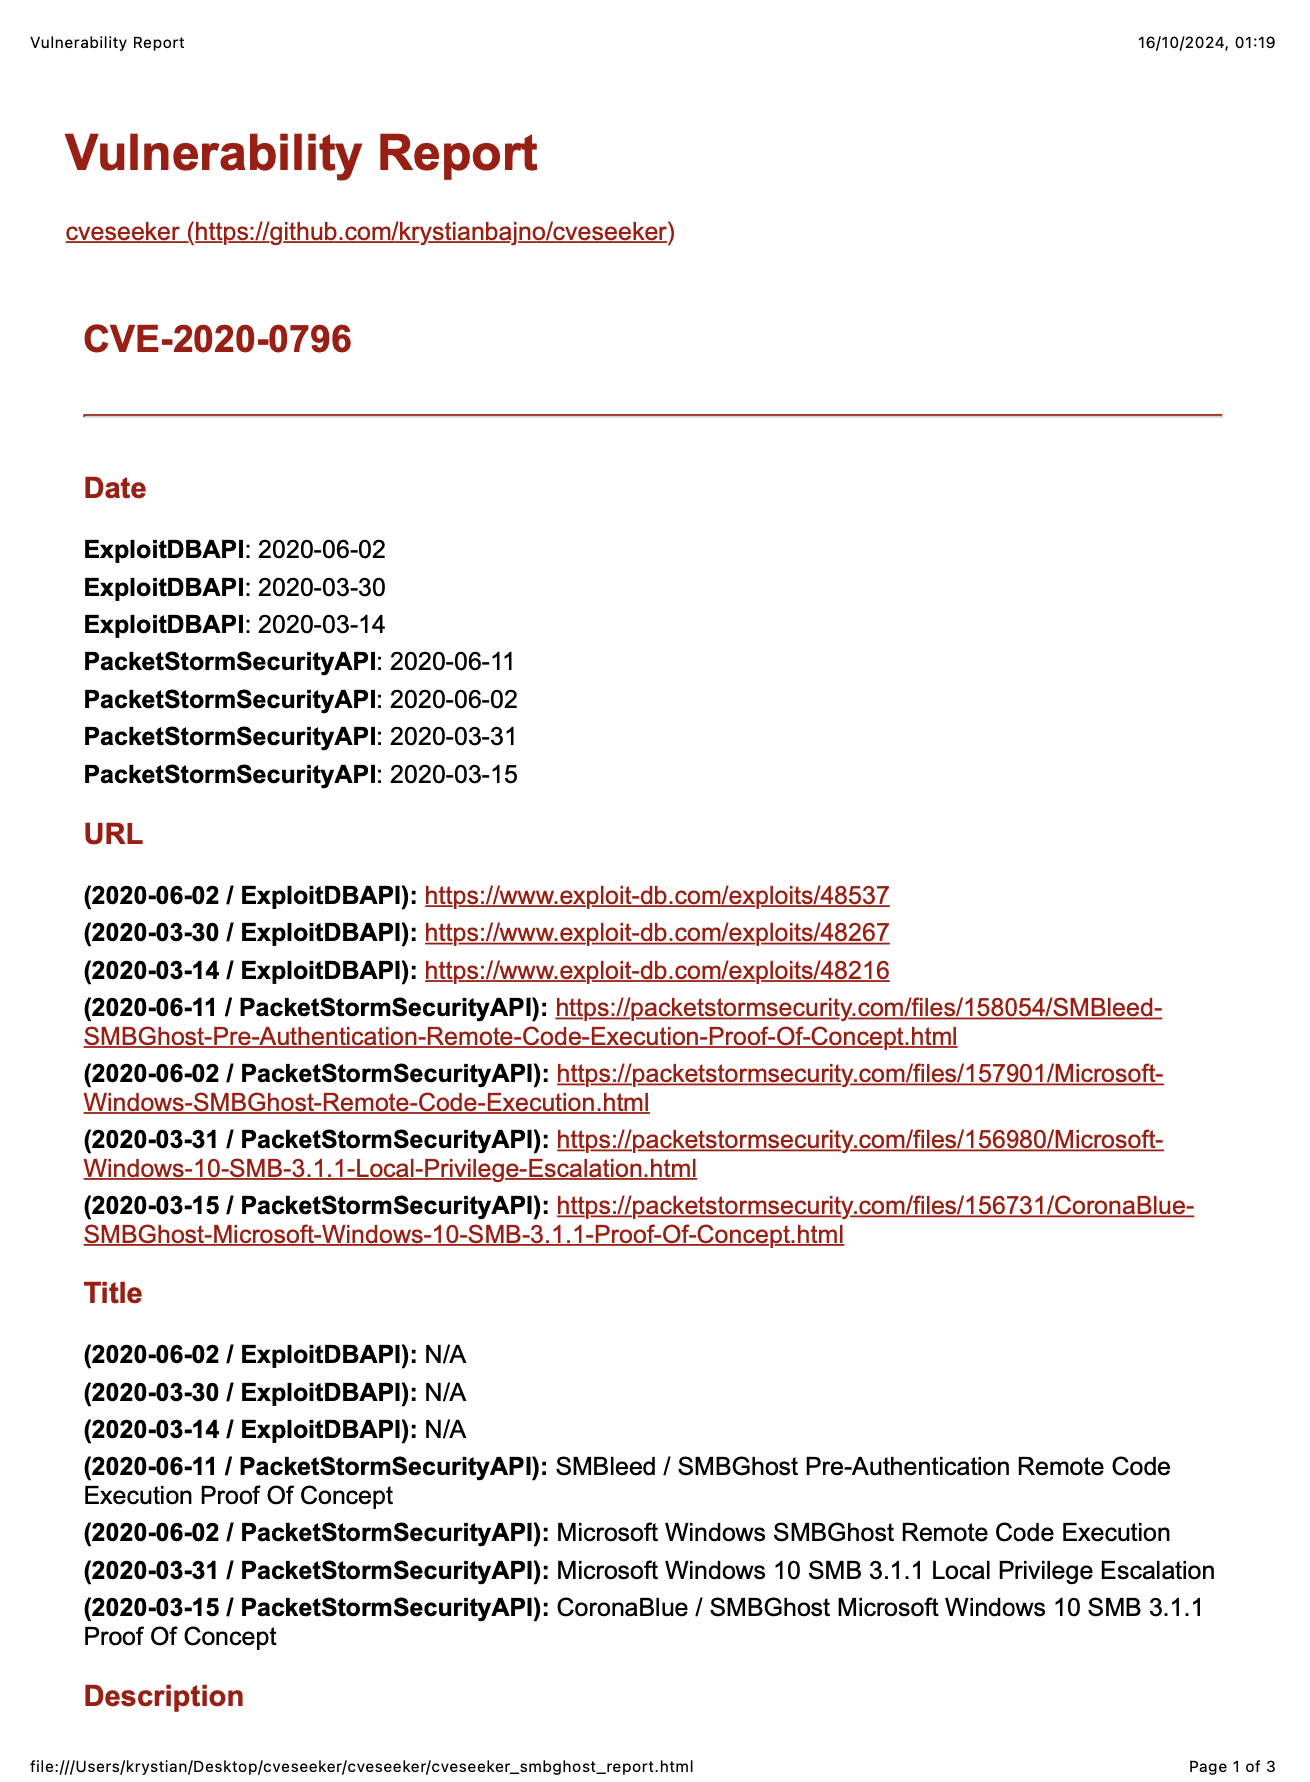 Vulnerability Report
16/10/2024, 01:19
Vulnerability Report
cveseeker (https://github.com/krystianbajno/cveseeker)
CVE-2020-0796
Date
ExploitDBAPI: 2020-06-02
ExploitDBAPI: 2020-03-30
ExploitDBAPI: 2020-03-14
PacketStormSecurityAPI: 2020-06-11
PacketStormSecurityAPI: 2020-06-02
PacketStormSecurityAPI: 2020-03-31
PacketStormSecurityAPI: 2020-03-15
URL
(2020-06-02 / ExploitDBAPI): https://www.exploit-db.com/exploits/48537
(2020-03-30 / ExploitDBAPI): https://www.exploit-db.com/exploits/48267
(2020-03-14 / ExploitDBAPI): https://www.exploit-db.com/exploits/48216
(2020-06-11 / PacketStormSecurityAPI): https://packetstormsecurity.com/files/158054/SMBleed-
SMBGhost-Pre-Authentication-Remote-Code-Execution-Proof-Of-Concept.html
(2020-06-02 / PacketStormSecurityAPI): https://packetstormsecurity.com/files/157901/Microsoft-
Windows-SMBGhost-Remote-Code-Execution.html
(2020-03-31 / PacketStormSecurityAPI): https://packetstormsecurity.com/files/156980/Microsoft-
Windows-10-SMB-3.1.1-Local-Privilege-Escalation.html
(2020-03-15 / PacketStormSecurityAPI): https://packetstormsecurity.com/files/156731/CoronaBlue-
SMBGhost-Microsoft-Windows-10-SMB-3.1.1-Proof-Of-Concept.html
Title
(2020-06-02 / ExploitDBAPI): N/A
(2020-03-30 / ExploitDBAPI): N/A
(2020-03-14 / ExploitDBAPI): N/A
(2020-06-11 / PacketStormSecurityAPI): SMBleed / SMBGhost Pre-Authentication Remote Code
Execution Proof Of Concept
(2020-06-02 / PacketStormSecurityAPI): Microsoft Windows SMBGhost Remote Code Execution
(2020-03-31 / PacketStormSecurityAPI): Microsoft Windows 10 SMB 3.1.1 Local Privilege Escalation
(2020-03-15 / PacketStormSecurityAPI): CoronaBlue / SMBGhost Microsoft Windows 10 SMB 3.1.1
Proof Of Concept
Description
file:///Users/krystian/Desktop/cveseeker/cveseeker/cveseeker_smbghost_report.html
Page 1 of 3